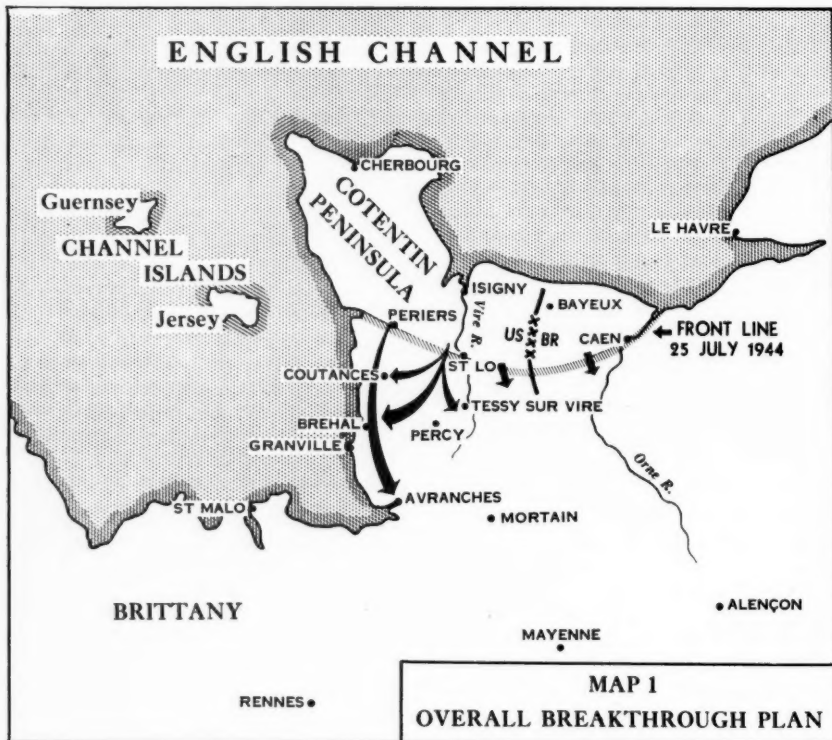 ENGLISH CHANNEL
CHERBOURG
COTENTIN
PENINSULA
Guernsey
CHANNEL
ISLANDS
Jersey
LE HAVRE
ISIGNY
Vire R.
BAYEUX
PERIERS
US xxxx BR
CAEN
FRONT LINE
25 JULY 1944
ST LO
COUTANCES
TESSY SUR VIRE
BREHAL
PERCY
GRANVILLE
Orne R.
AVRANCHES
ST MALO
MORTAIN
BRITTANY
ALENÇON
MAYENNE
RENNES
MAP 1
OVERALL BREAKTHROUGH PLAN